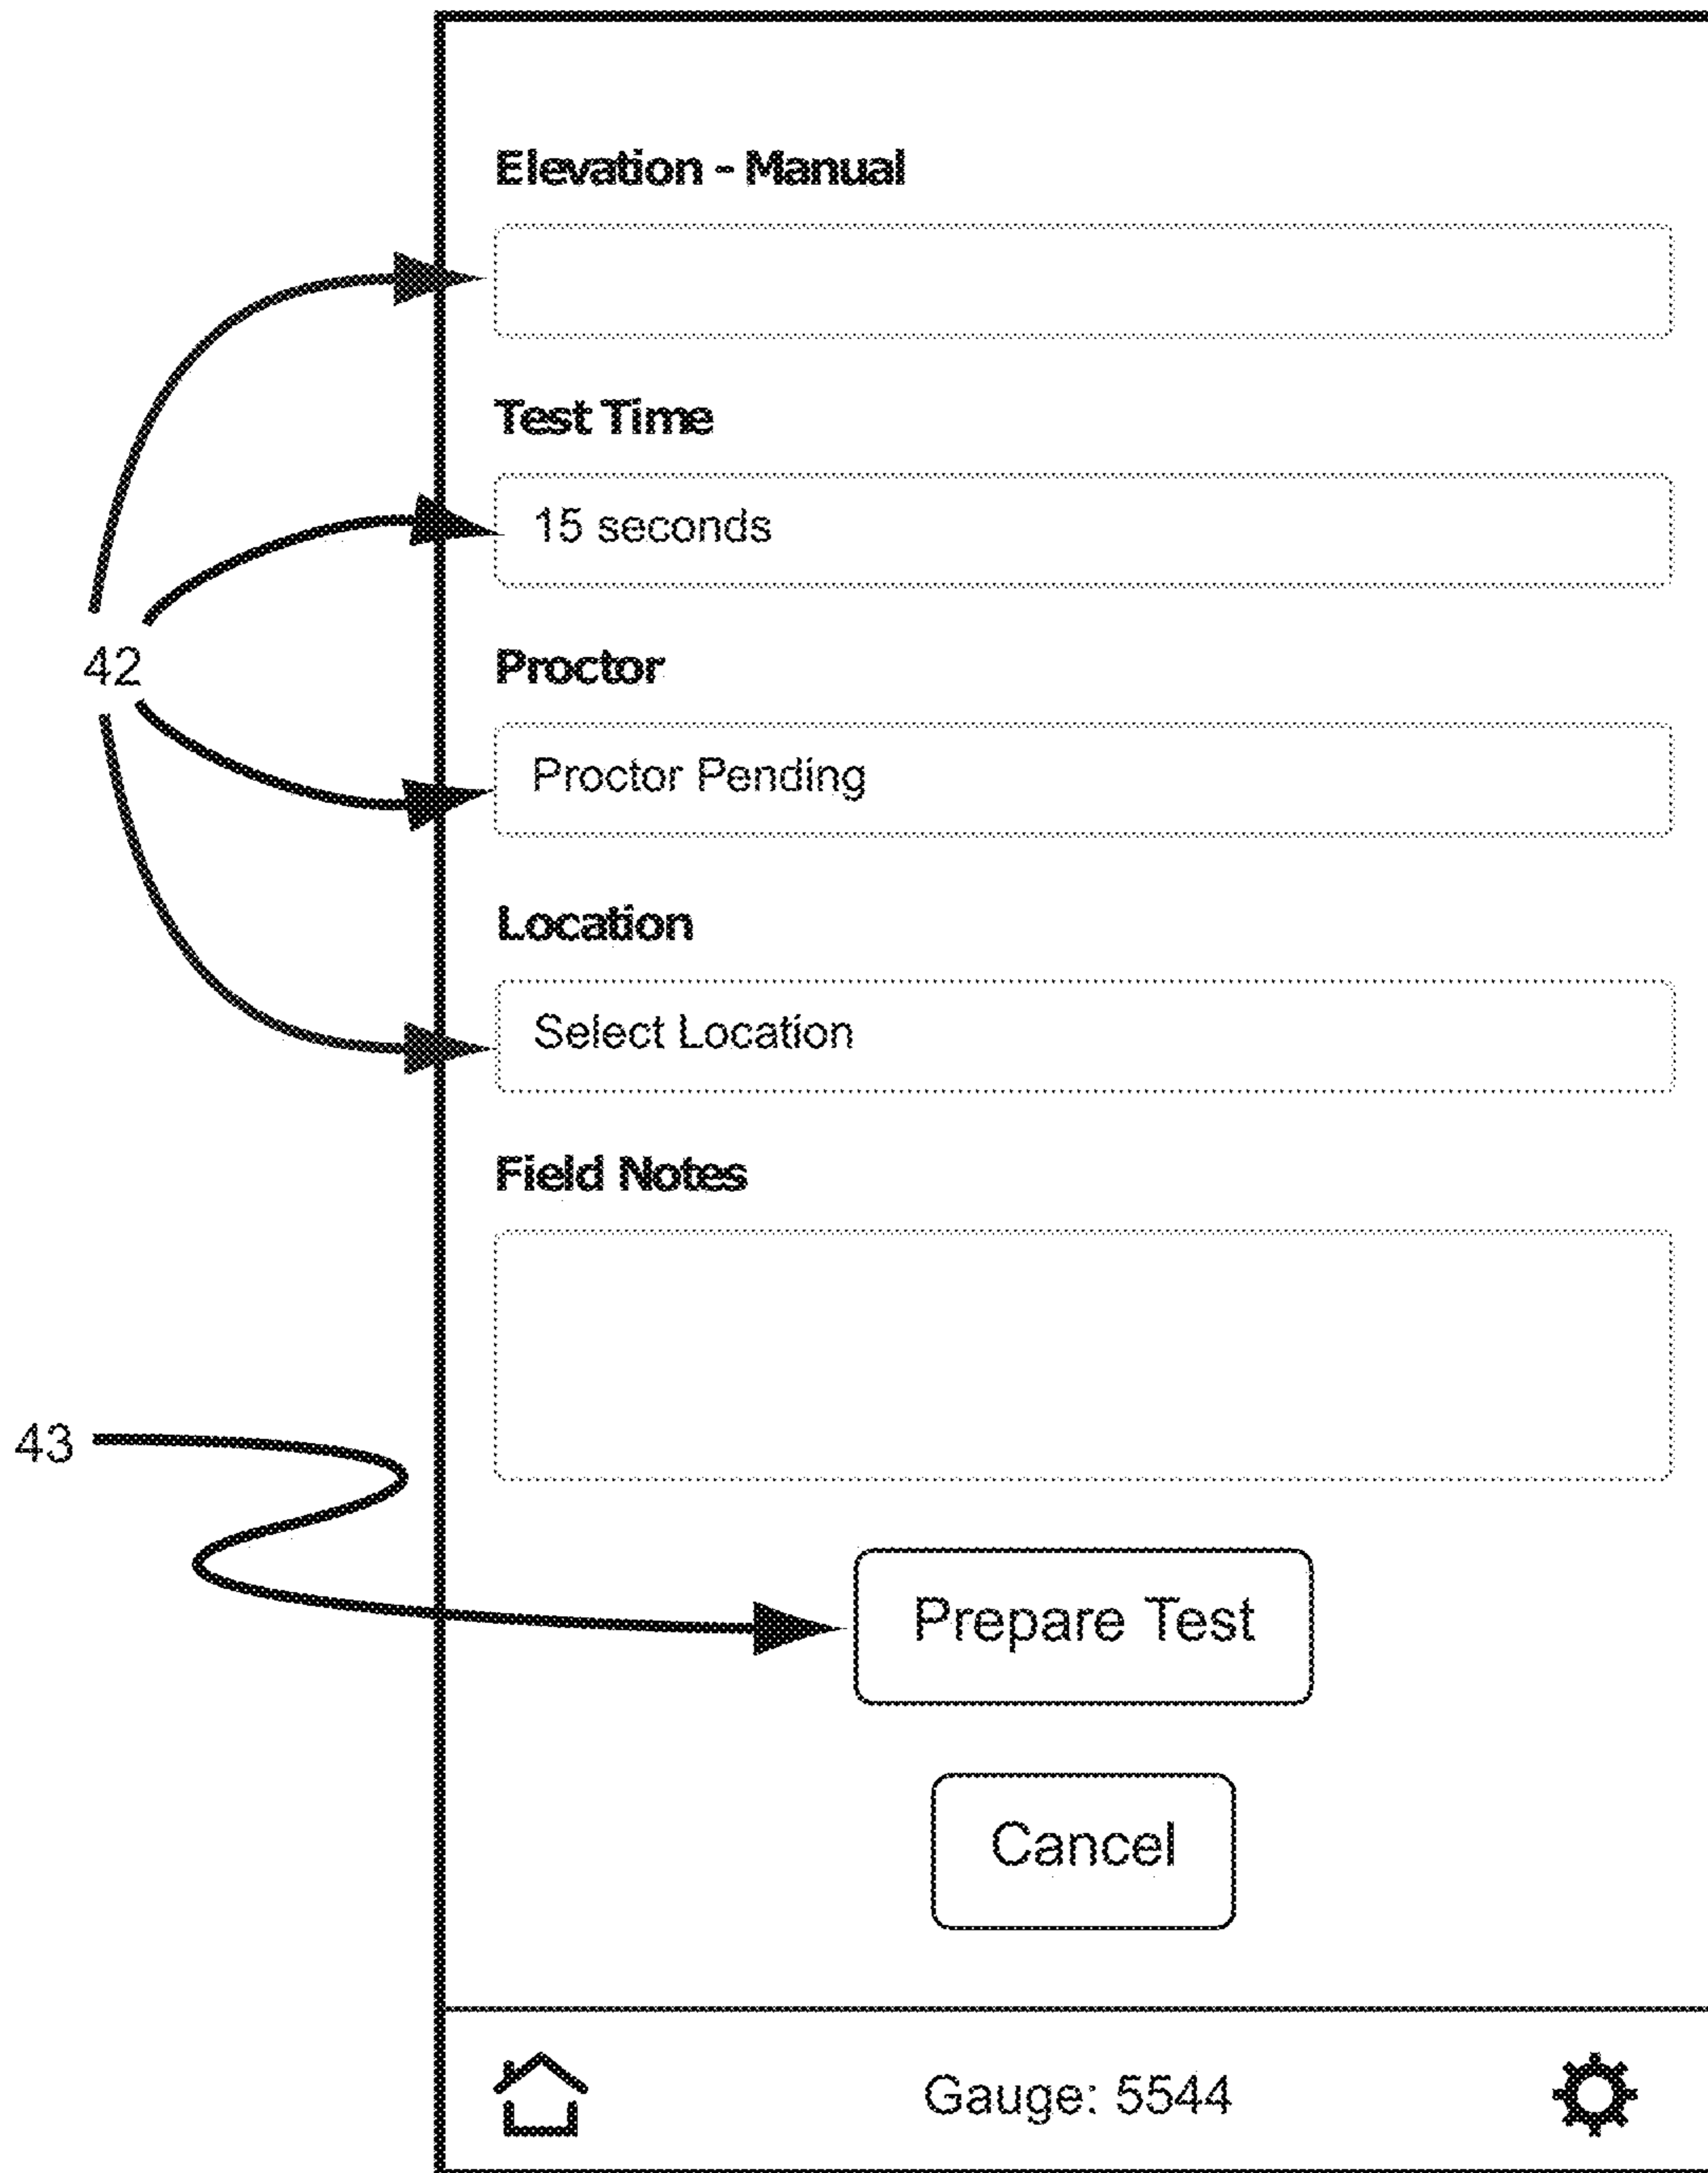 Elevation - Manual
Test Time
15 seconds
42
Proctor
Proctor Pending
Location
Select Location
Field Notes
43
Prepare Test
Cancel
Gauge: 5544